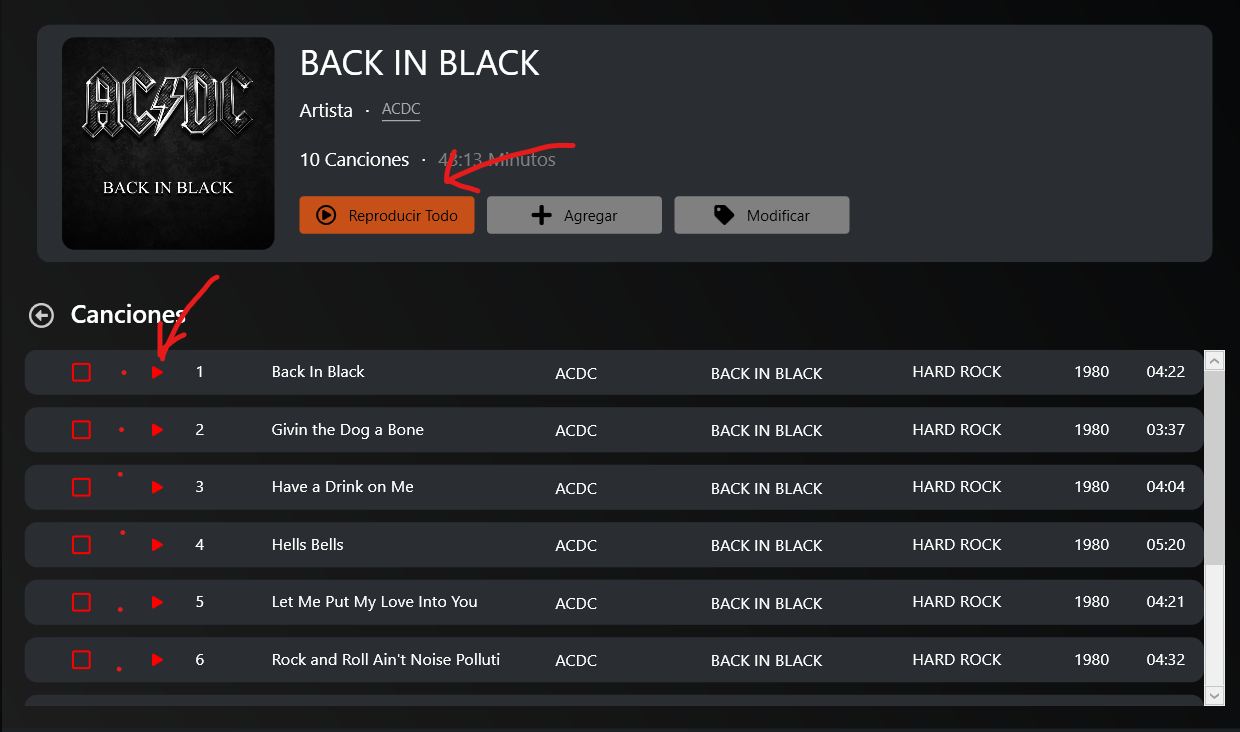 AC/DC
BACK IN BLACK
BACK IN BLACK
Artista · ACDC
10 Canciones · 43:13 Minutos
Reproducir Todo
Agregar
Modificar
Canciones
1 Back In Black ACDC BACK IN BLACK HARD ROCK 1980 04:22
2 Givin the Dog a Bone ACDC BACK IN BLACK HARD ROCK 1980 03:37
3 Have a Drink on Me ACDC BACK IN BLACK HARD ROCK 1980 04:04
4 Hells Bells ACDC BACK IN BLACK HARD ROCK 1980 05:20
5 Let Me Put My Love Into You ACDC BACK IN BLACK HARD ROCK 1980 04:21
6 Rock and Roll Ain't Noise Polluti ACDC BACK IN BLACK HARD ROCK 1980 04:32